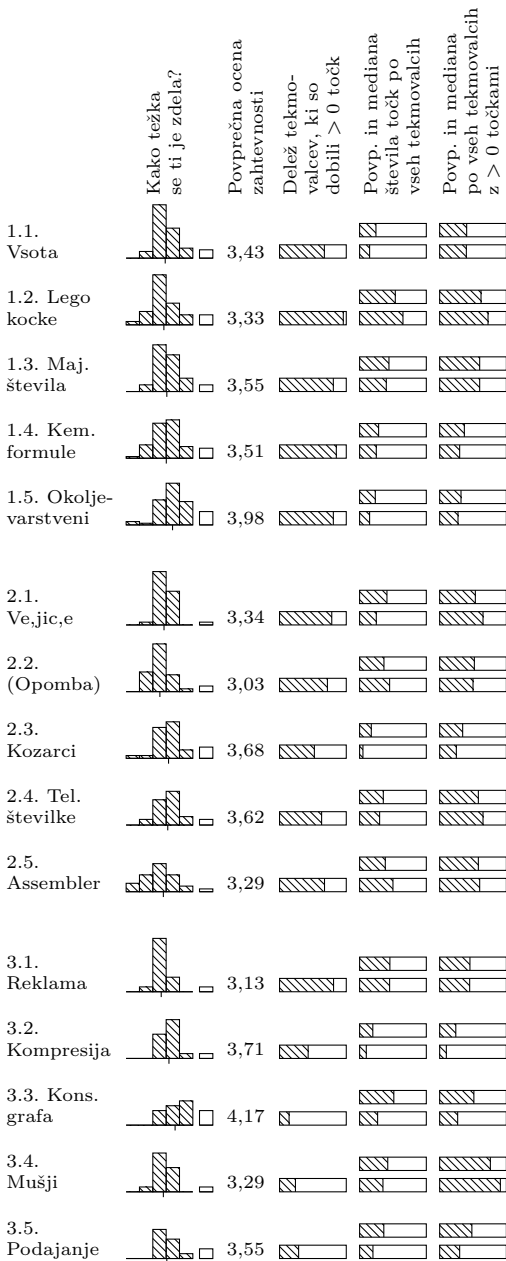 Kako težka
se ti je zdela?
Povprečna ocena
zahtevnosti
Delež tekmo-
valcev, ki so
dobili > 0 točk
Povp. in mediana
števila točk po
vseh tekmovalcih
Povp. in mediana
po vseh tekmovalcih
z > 0 točkami
1.1.
Vsota 3,43
1.2. Lego
kocke 3,33
1.3. Maj.
števila 3,55
1.4. Kem.
formule 3,51
1.5. Okolje-
varstveni 3,98
2.1.
Ve,jic,e 3,34
2.2.
(Opomba) 3,03
2.3.
Kozarci 3,68
2.4. Tel.
številke 3,62
2.5.
Assembler 3,29
3.1.
Reklama 3,13
3.2.
Kompresija 3,71
3.3. Kons.
grafa 4,17
3.4.
Mušji 3,29
3.5.
Podajanje 3,55